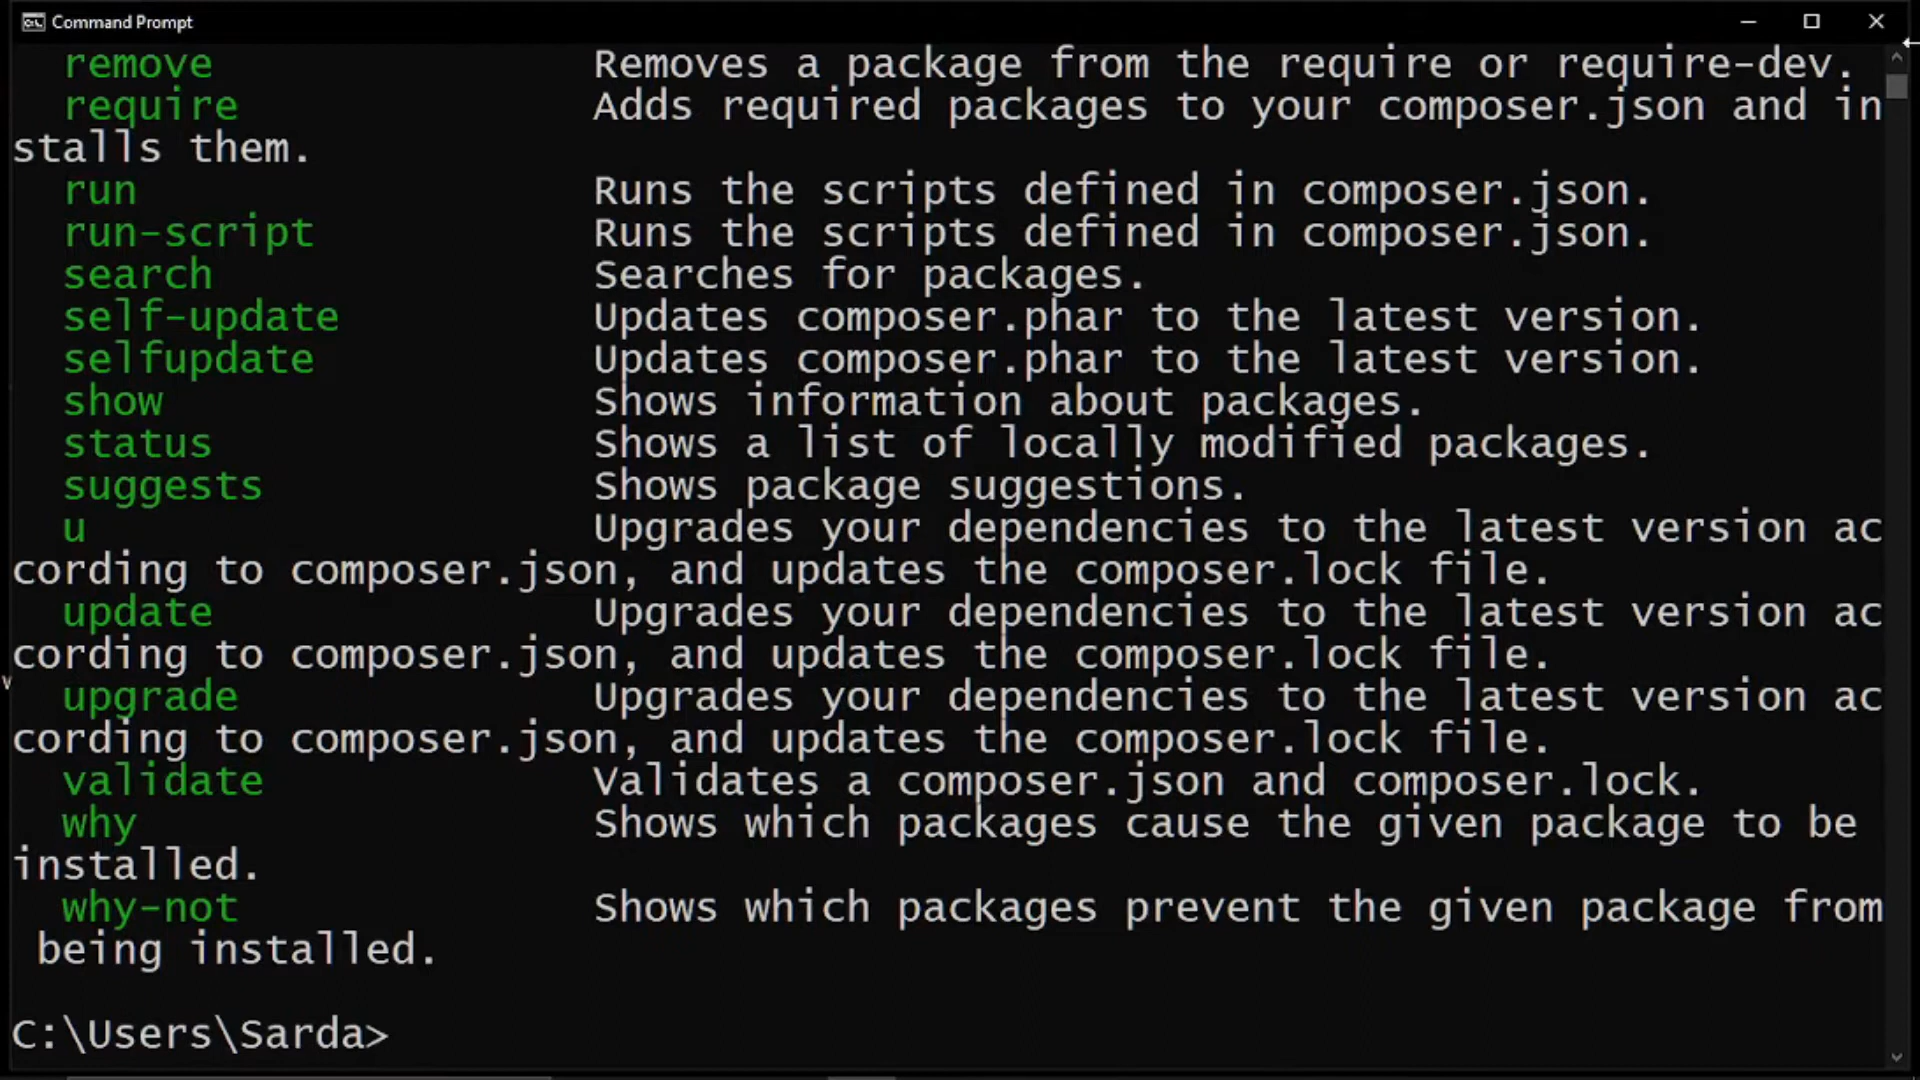 Command Prompt
remove Removes a package from the require or require-dev.
require Adds required packages to your composer.json and in
stalls them.
run Runs the scripts defined in composer.json.
run-script Runs the scripts defined in composer.json.
search Searches for packages.
self-update Updates composer.phar to the latest version.
selfupdate Updates composer.phar to the latest version.
show Shows information about packages.
status Shows a list of locally modified packages.
suggests Shows package suggestions.
u Upgrades your dependencies to the latest version ac
cording to composer.json, and updates the composer.lock file.
update Upgrades your dependencies to the latest version ac
cording to composer.json, and updates the composer.lock file.
upgrade Upgrades your dependencies to the latest version ac
cording to composer.json, and updates the composer.lock file.
validate Validates a composer.json and composer.lock.
why Shows which packages cause the given package to be
installed.
why-not Shows which packages prevent the given package from
being installed.
C:\Users\Sarda>